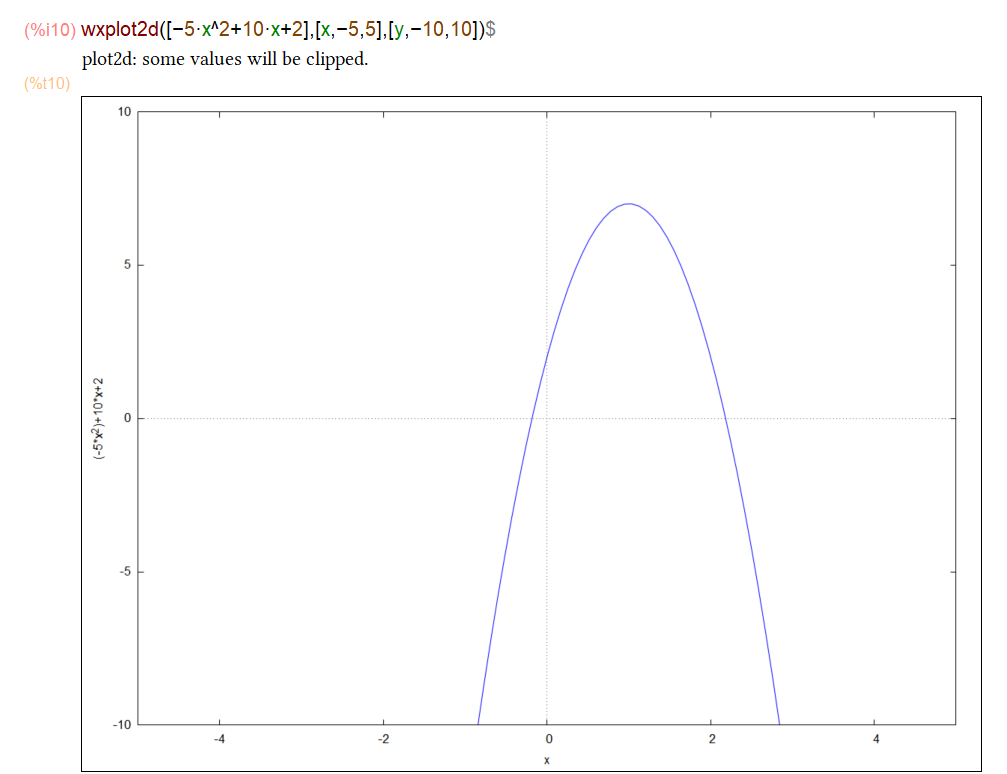 (%i10) wxplot2d([−5·x^2+10·x+2],[x,−5,5],[y,−10,10])$
plot2d: some values will be clipped.
(%t10)
10
5
0
-5
-10
(-5*x²)+10*x+2
-4
-2
0
2
4
x